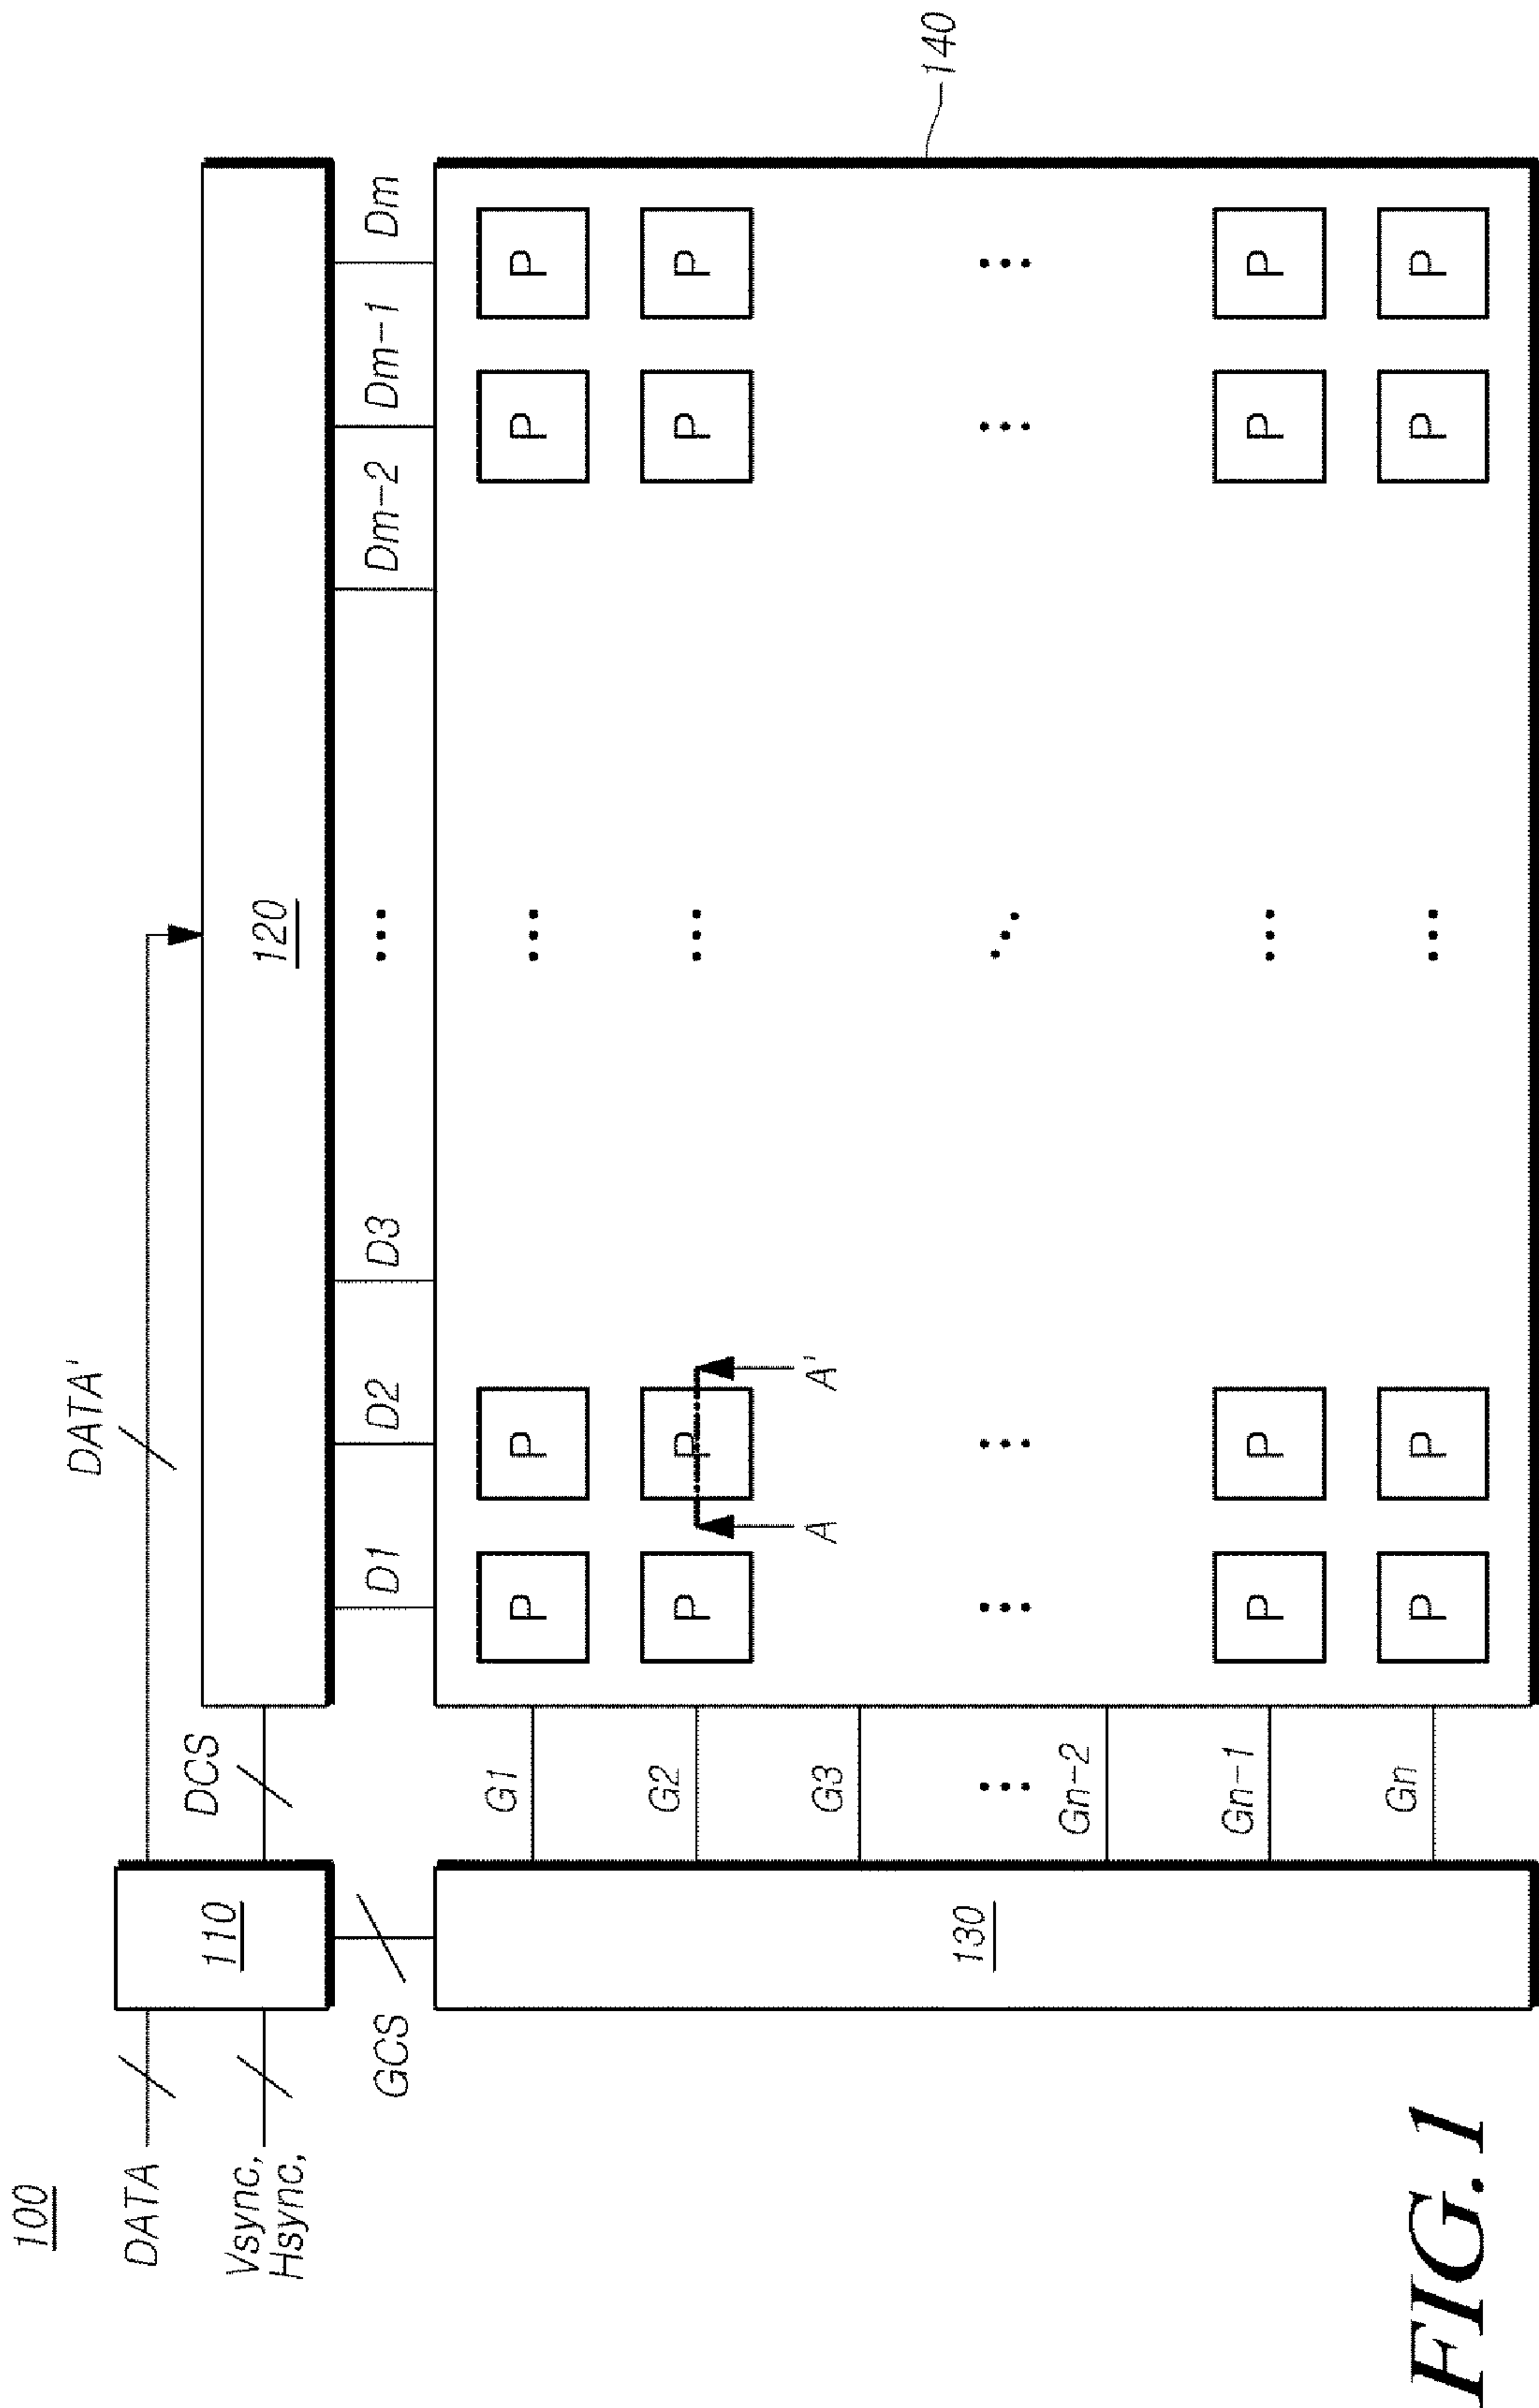 100
DATA'
DATA
110
DCS
120
Vsync,
Hsync,
GCS
D1 D2 D3 ... Dm-2 Dm-1 Dm
130
140
G1
P P ... P P
G2
P P ... P P
A A'
G3
... ... ... ... ...
Gn-2
Gn-1
P P ... P P
Gn
P P ... P P
FIG. 1